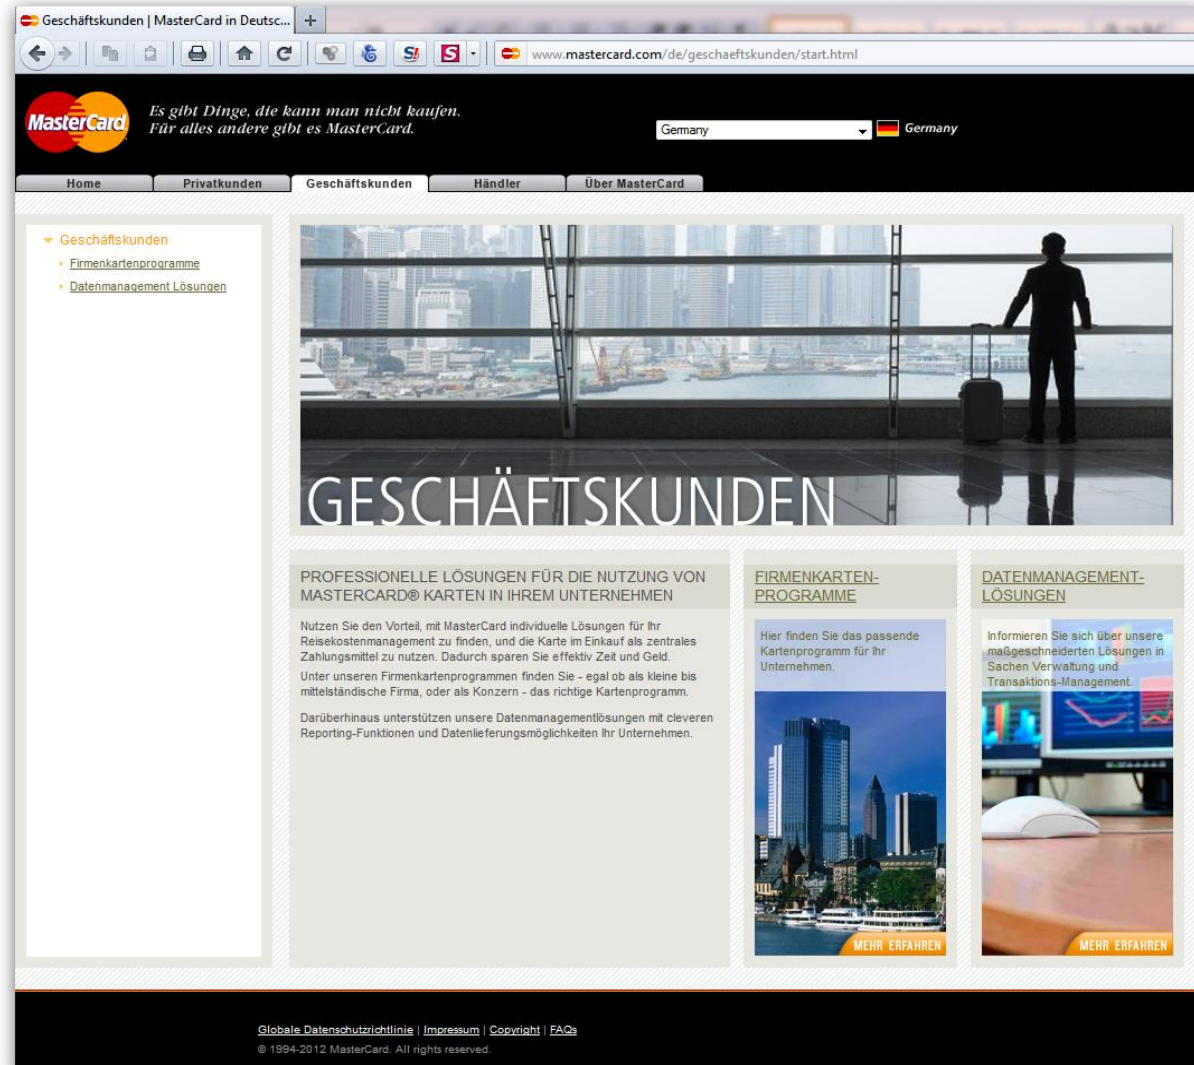 Geschäftskunden | MasterCard in Deutsc...
www.mastercard.com/de/geschaeftskunden/start.html
MasterCard
Es gibt Dinge, die kann man nicht kaufen.
Für alles andere gibt es MasterCard.
Germany
Germany
Home
Privatkunden
Geschäftskunden
Händler
Über MasterCard
Geschäftskunden
Firmenkartenprogramme
Datenmanagement Lösungen
GESCHÄFTSKUNDEN
PROFESSIONELLE LÖSUNGEN FÜR DIE NUTZUNG VON
MASTERCARD® KARTEN IN IHREM UNTERNEHMEN
Nutzen Sie den Vorteil, mit MasterCard individuelle Lösungen für Ihr
Reisekostenmanagement zu finden, und die Karte im Einkauf als zentrales
Zahlungsmittel zu nutzen. Dadurch sparen Sie effektiv Zeit und Geld.
Unter unseren Firmenkartenprogrammen finden Sie - egal ob als kleine bis
mittelständische Firma, oder als Konzern - das richtige Kartenprogramm.
Darüberhinaus unterstützen unsere Datenmanagementlösungen mit cleveren
Reporting-Funktionen und Datenlieferungsmöglichkeiten Ihr Unternehmen.
FIRMENKARTEN-
PROGRAMME
Hier finden Sie das passende
Kartenprogramm für Ihr
Unternehmen.
MEHR ERFAHREN
DATENMANAGEMENT-
LÖSUNGEN
Informieren Sie sich über unsere
maßgeschneiderten Lösungen in
Sachen Verwaltung und
Transaktions-Management.
MEHR ERFAHREN
Globale Datenschutzrichtlinie | Impressum | Copyright | FAQs
© 1994-2012 MasterCard. All rights reserved.